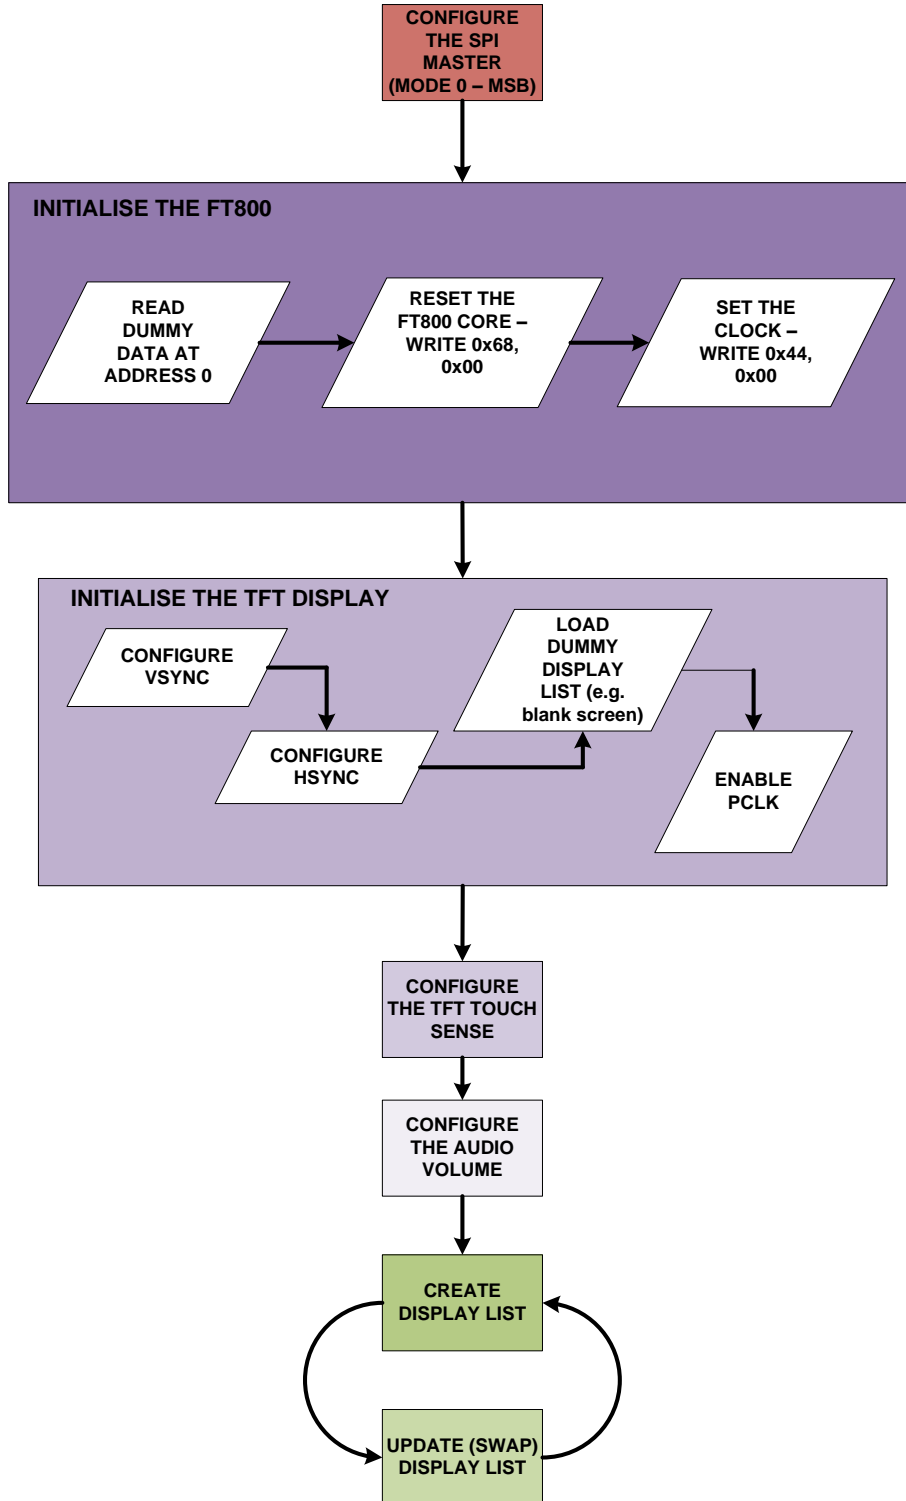 CONFIGURE
THE SPI
MASTER
(MODE 0 – MSB)
INITIALISE THE FT800
READ
DUMMY
DATA AT
ADDRESS 0
RESET THE
FT800 CORE –
WRITE 0x68,
0x00
SET THE
CLOCK –
WRITE 0x44,
0x00
INITIALISE THE TFT DISPLAY
CONFIGURE
VSYNC
CONFIGURE
HSYNC
LOAD
DUMMY
DISPLAY
LIST (e.g.
blank screen)
ENABLE
PCLK
CONFIGURE
THE TFT TOUCH
SENSE
CONFIGURE
THE AUDIO
VOLUME
CREATE
DISPLAY LIST
UPDATE (SWAP)
DISPLAY LIST